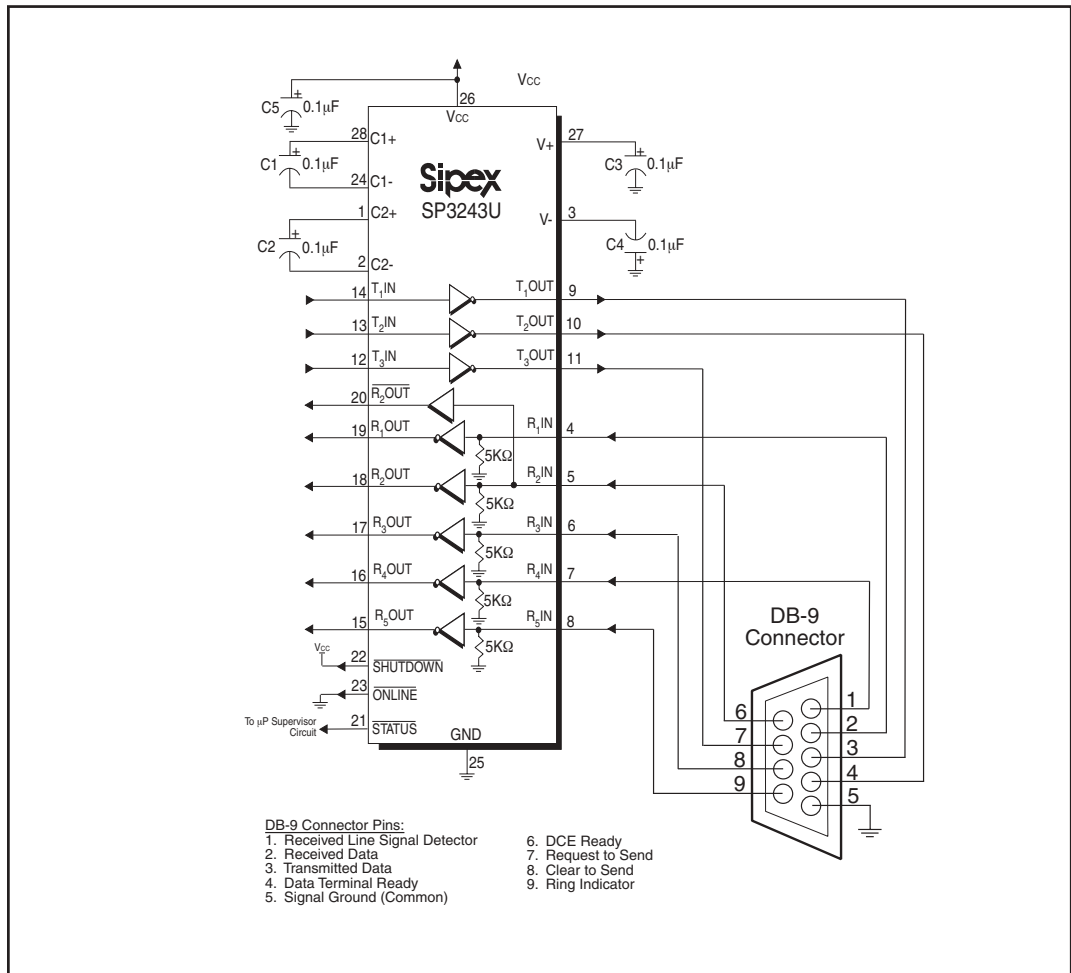 VCC
26
VCC
C5 + 0.1µF
28 C1+
C1 + 0.1µF
24 C1-
1 C2+
C2 + 0.1µF
2 C2-
Sipex
SP3243U
V+ 27
C3 + 0.1µF
V- 3
C4 0.1µF +
14 T1IN T1OUT 9
13 T2IN T2OUT 10
12 T3IN T3OUT 11
20 R2OUT
19 R1OUT R1IN 4
5KΩ
18 R2OUT R2IN 5
5KΩ
17 R3OUT R3IN 6
5KΩ
16 R4OUT R4IN 7
5KΩ
15 R5OUT R5IN 8
5KΩ
VCC
22 SHUTDOWN
23 ONLINE
To µP Supervisor
Circuit
21 STATUS
GND
25
DB-9
Connector
6
7
8
9
1
2
3
4
5
DB-9 Connector Pins:
1. Received Line Signal Detector
2. Received Data
3. Transmitted Data
4. Data Terminal Ready
5. Signal Ground (Common)
6. DCE Ready
7. Request to Send
8. Clear to Send
9. Ring Indicator